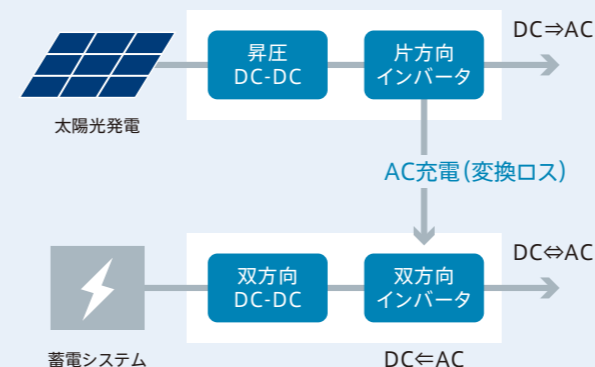 DC⇒AC
昇圧
DC-DC
片方向
インバータ
太陽光発電
AC充電(変換ロス)
DC⇔AC
双方向
DC-DC
双方向
インバータ
蓄電システム
DC⇐AC